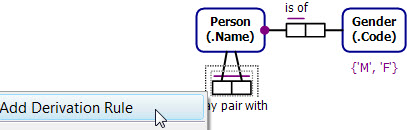 is of
Person
(.Name)
Gender
(.Code)
{'M', 'F'}
pair with
Add Derivation Rule